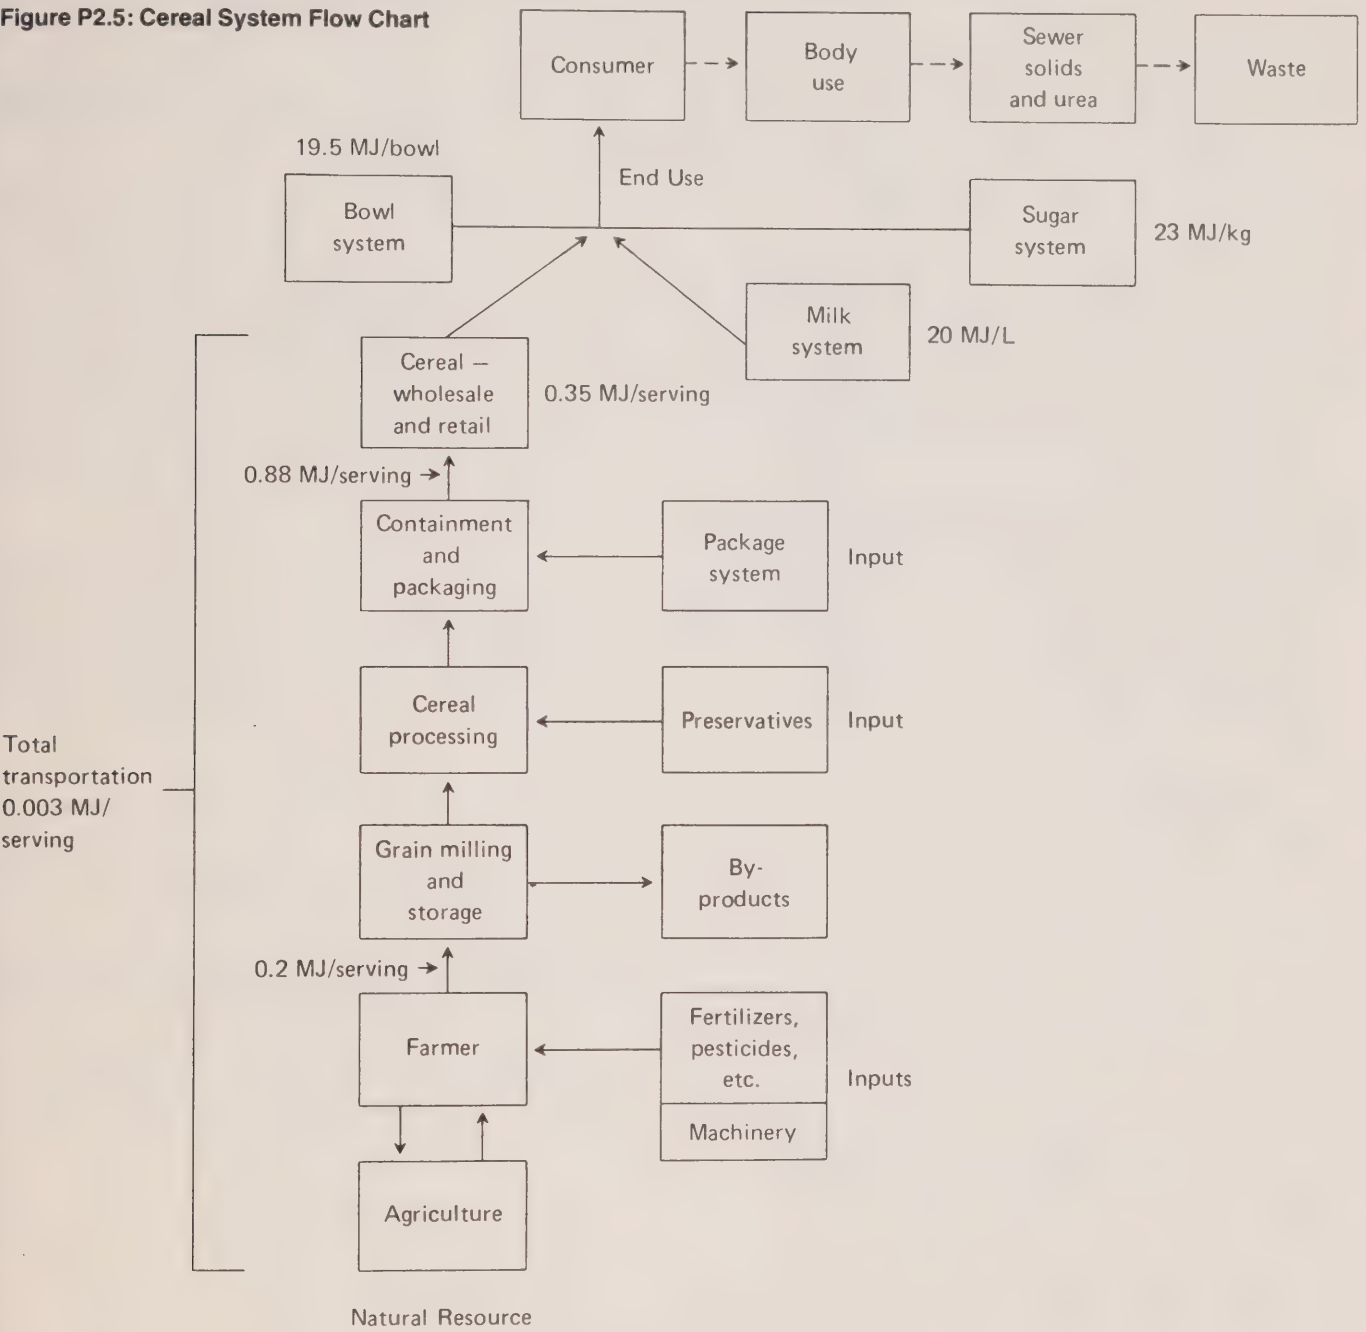 Figure P2.5: Cereal System Flow Chart
Consumer
Body
use
Sewer
solids
and urea
Waste
19.5 MJ/bowl
End Use
Bowl
system
Sugar
system
23 MJ/kg
Milk
system
20 MJ/L
Cereal –
wholesale
and retail
0.35 MJ/serving
0.88 MJ/serving
Containment
and
packaging
Package
system
Input
Cereal
processing
Preservatives
Input
Total
transportation
0.003 MJ/
serving
Grain milling
and
storage
By-
products
0.2 MJ/serving
Farmer
Fertilizers,
pesticides,
etc.
Inputs
Machinery
Agriculture
Natural Resource